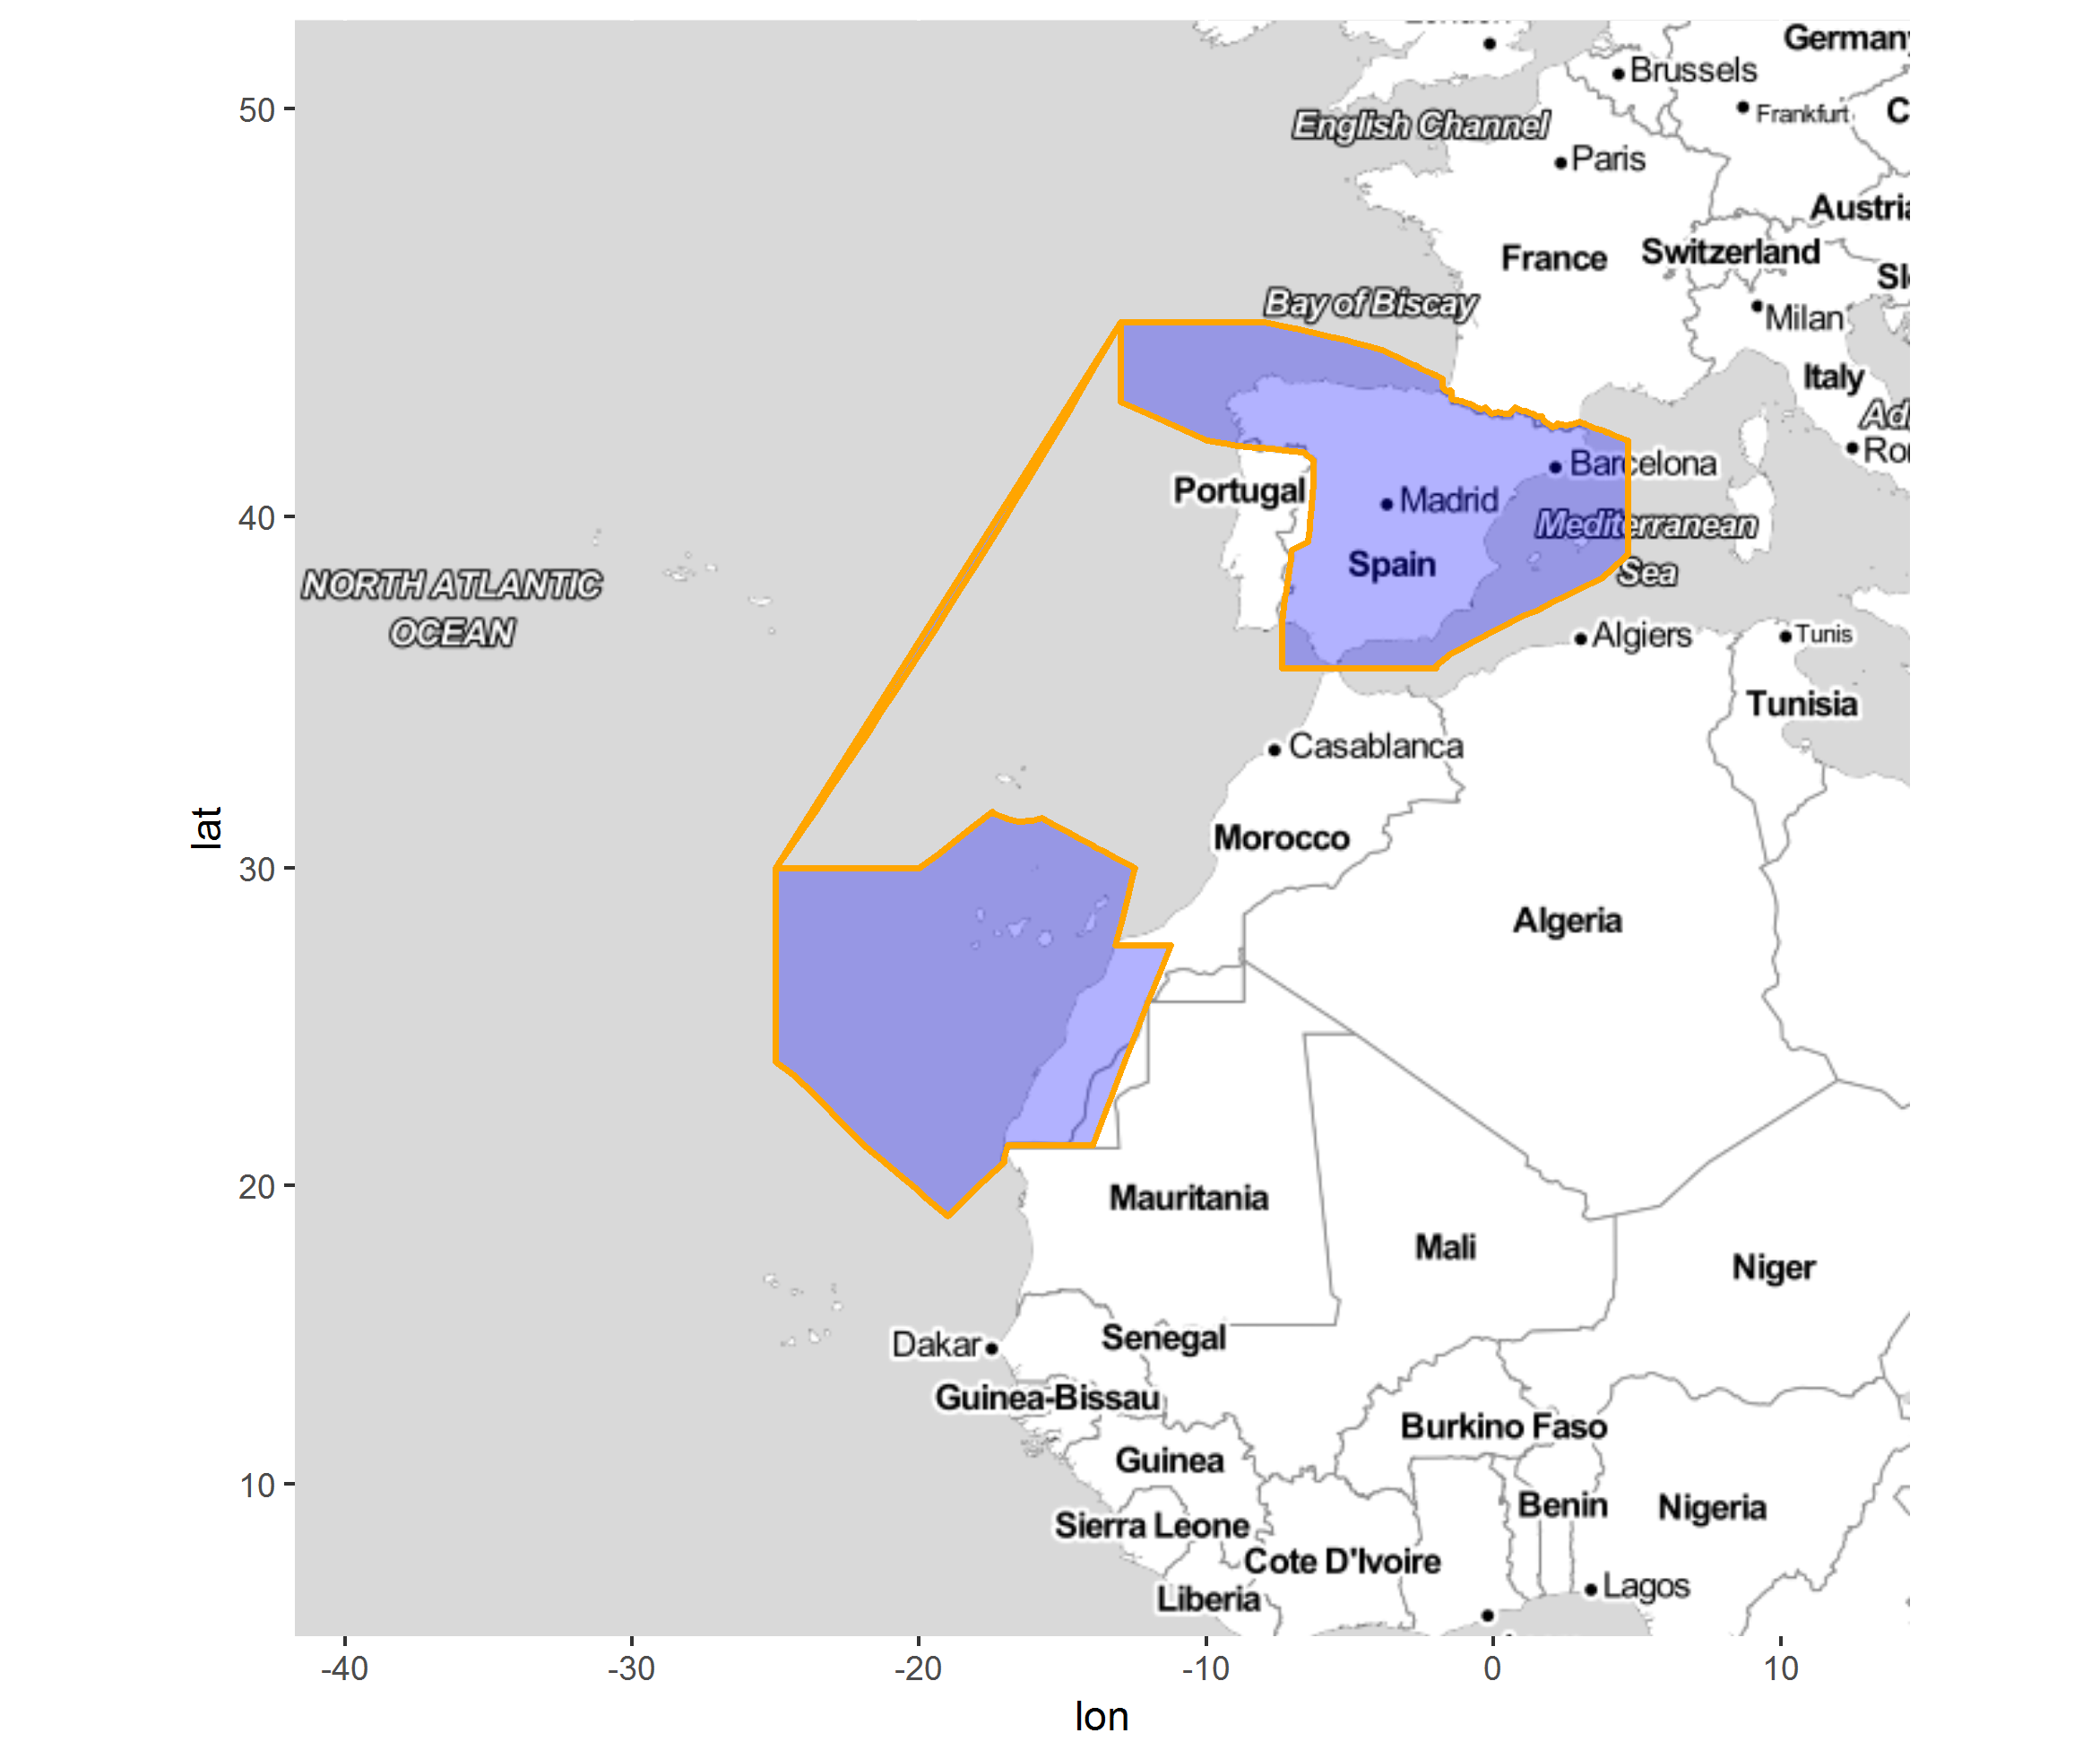 German
Brussels
50
English Channel
Frankfurt
C
Paris
Austria
France
Switzerland
Sl
Bay of Biscay
Milan
Italy
Ad
Ro
Barcelona
Portugal
Madrid
40
Mediterranean
Sea
Spain
NORTH ATLANTIC
OCEAN
Algiers
Tunis
Tunisia
Casablanca
lat
Morocco
30
Algeria
20
Mauritania
Mali
Niger
Senegal
Dakar
Guinea-Bissau
Burkino Faso
Guinea
10
Benin
Nigeria
Sierra Leone
Cote D'Ivoire
Lagos
Liberia
-40
-30
-20
-10
0
10
lon